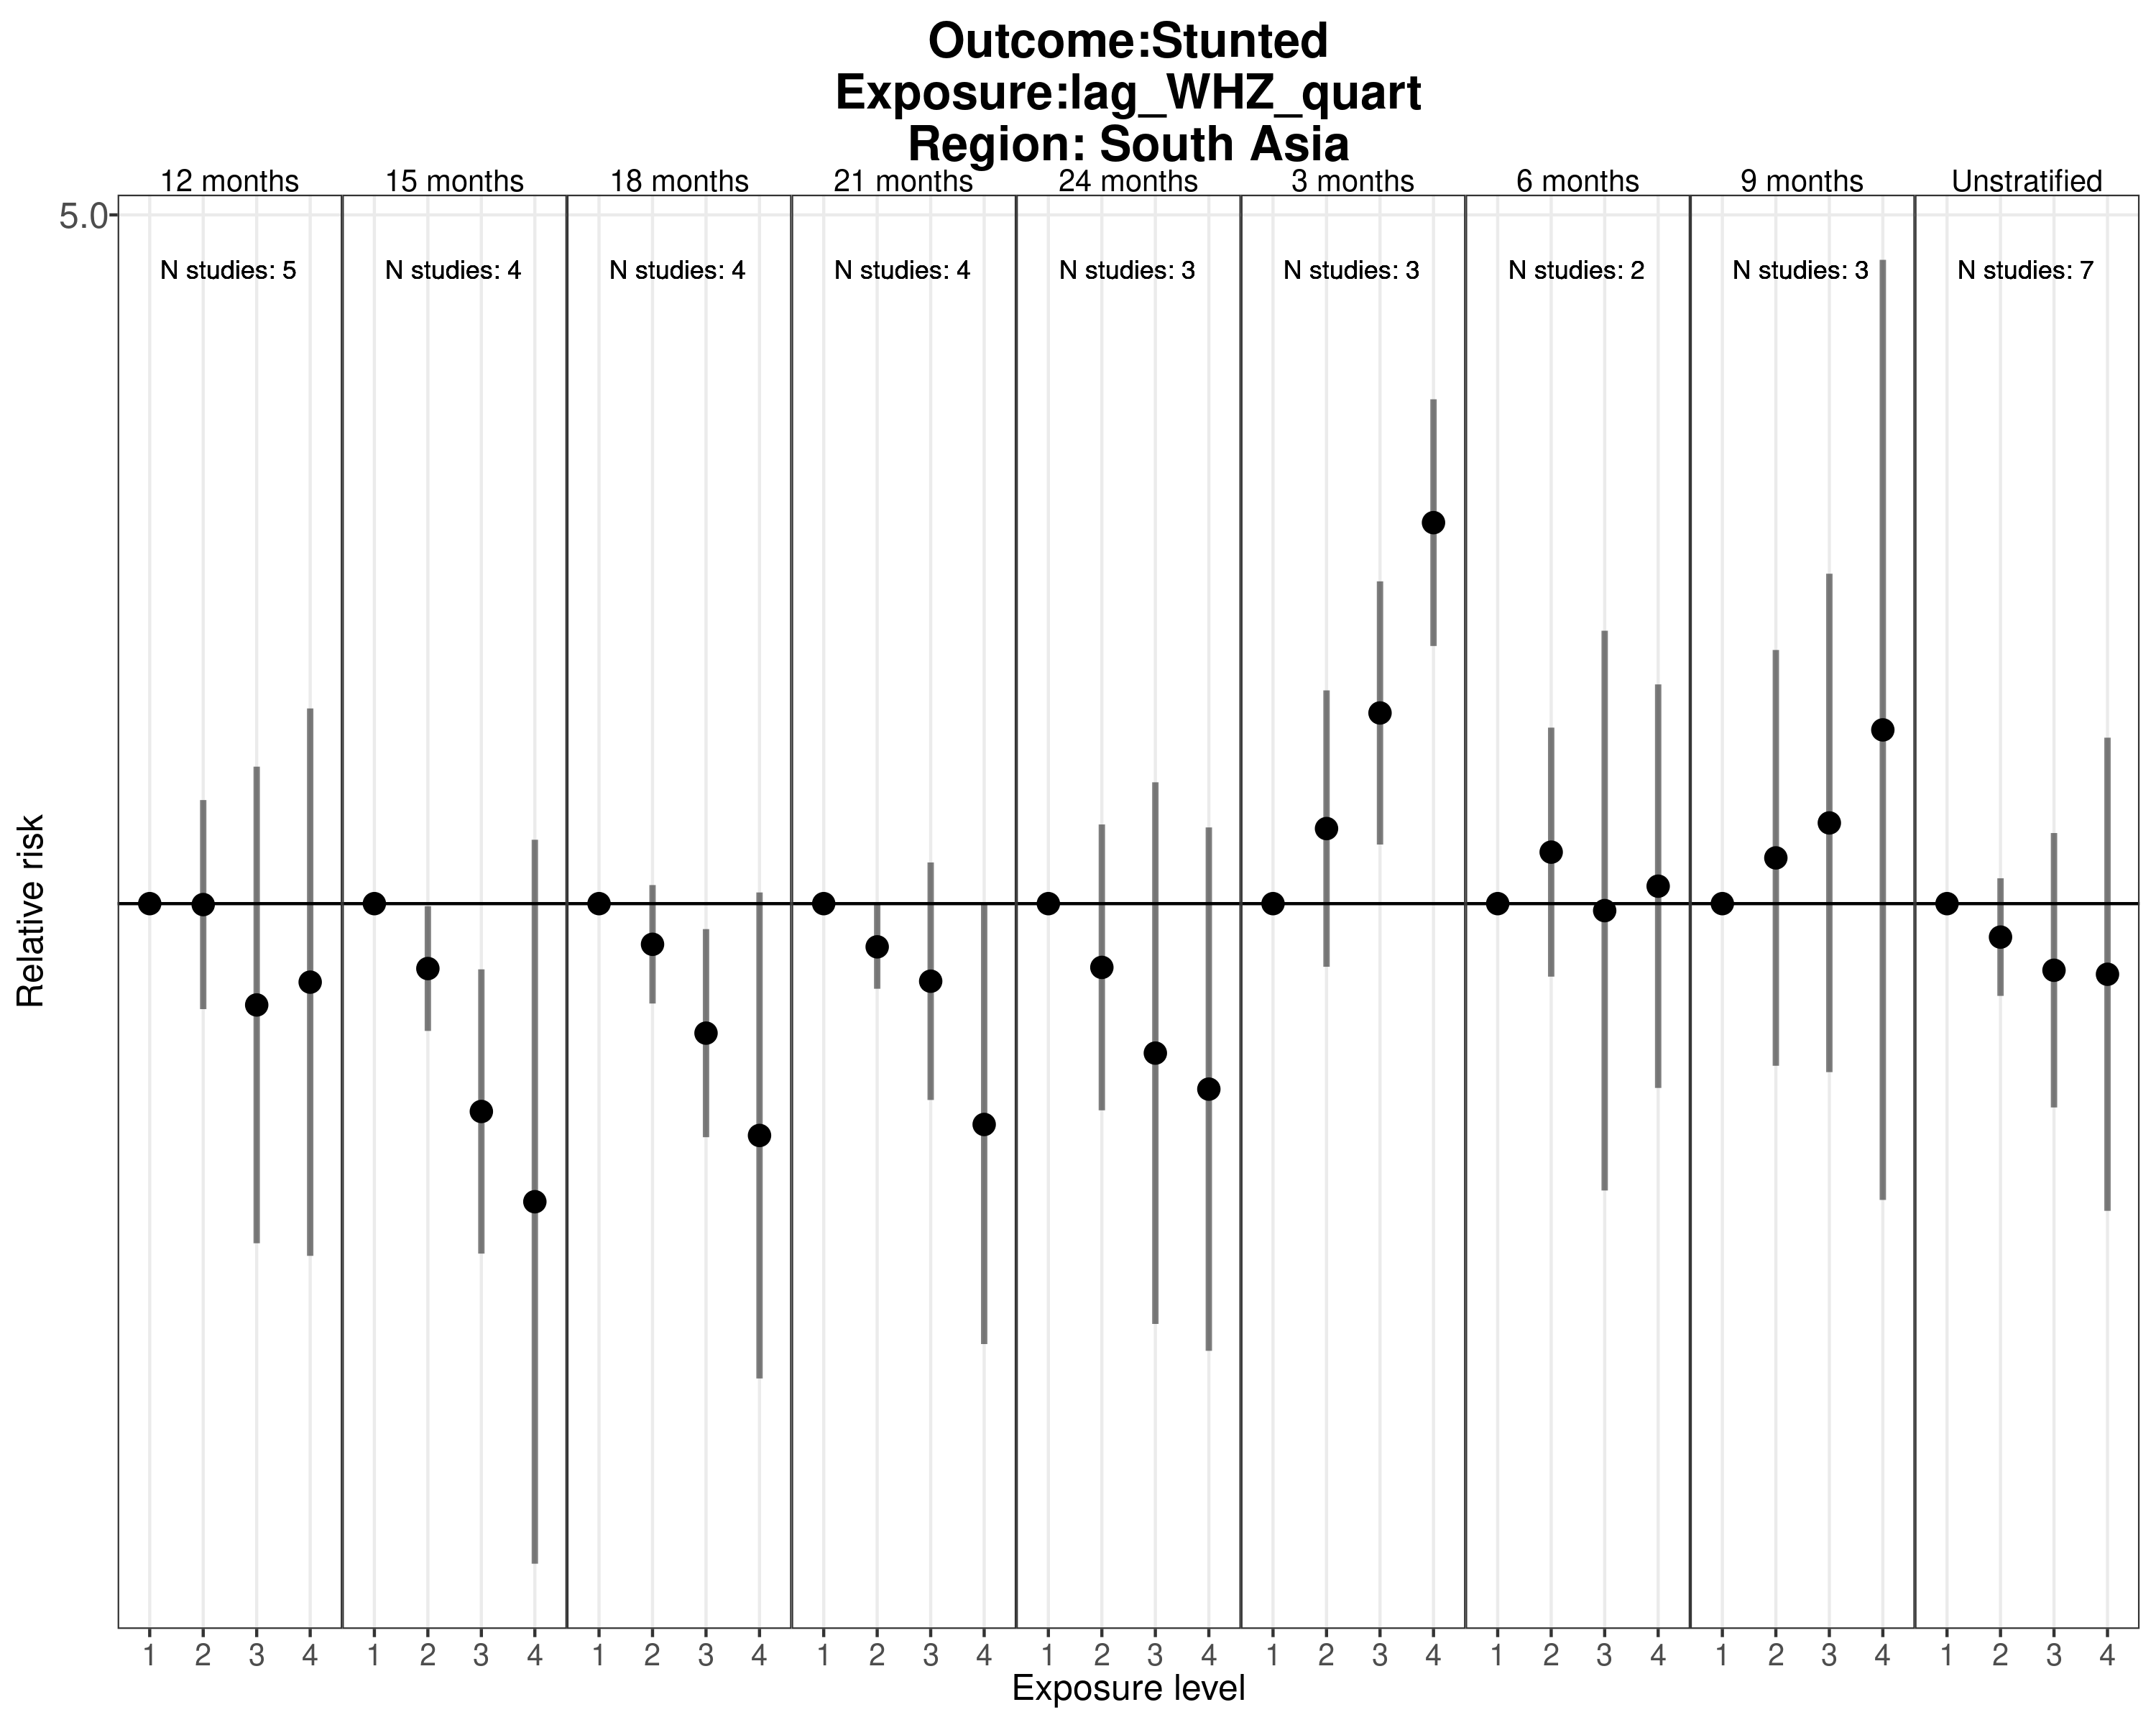 Outcome:Stunted
Exposure:lag_WHZ_quart
Region: South Asia
12 months 15 months 18 months 21 months 24 months 3 months 6 months 9 months Unstratified
5.0
N studies: 5 N studies: 4 N studies: 4 N studies: 4 N studies: 3 N studies: 3 N studies: 2 N studies: 3 N studies: 7
Relative risk
1 2 3 4 1 2 3 4 1 2 3 4 1 2 3 4 1 2 3 4 1 2 3 4 1 2 3 4 1 2 3 4 1 2 3 4
Exposure level